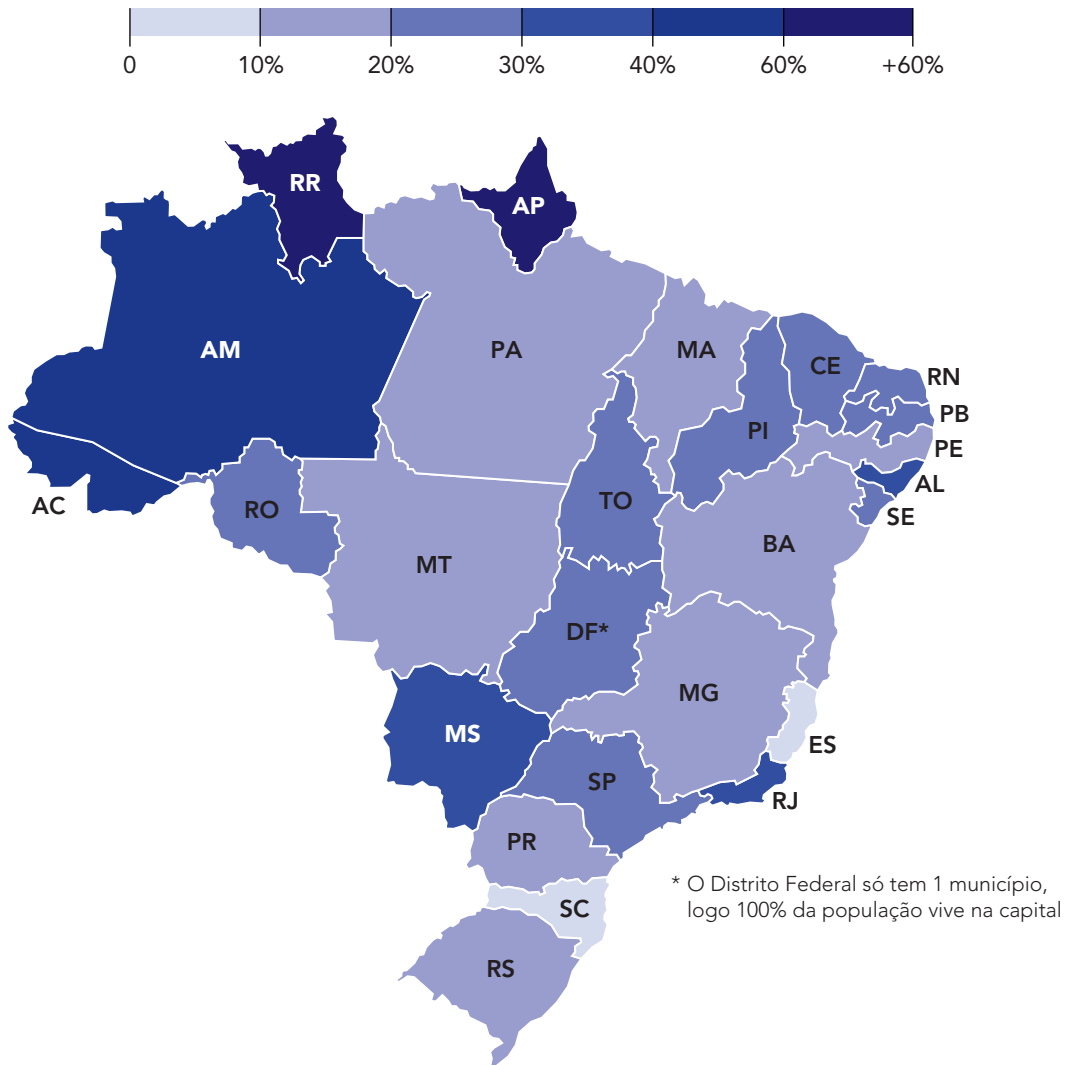 0 10% 20% 30% 40% 60% +60%
RR
AP
AM
PA
MA
CE
RN
PB
PI
PE
AL
AC
RO
TO
SE
BA
MT
DF*
MG
MS
ES
SP
RJ
PR
* O Distrito Federal só tem 1 município,
logo 100% da população vive na capital
SC
RS